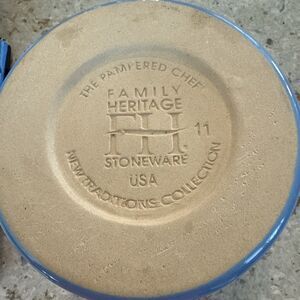 THE PAMPERED CHEF
FAMILY
HERITAGE
FH
11
STONEWARE
USA
NEW TRADITIONS COLLECTION